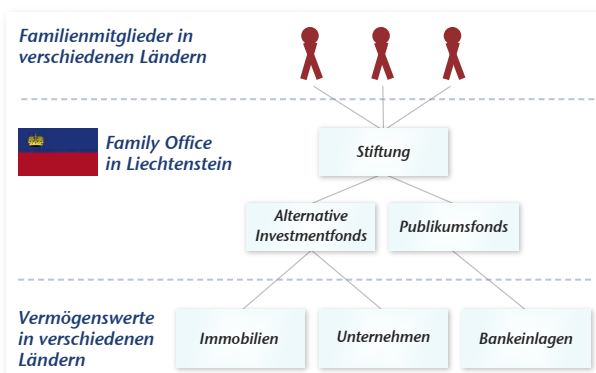 Familienmitglieder in
verschiedenen Ländern
Family Office
in Liechtenstein
Stiftung
Alternative
Investmentfonds
Publikumsfonds
Vermögenswerte
in verschiedenen
Ländern
Immobilien
Unternehmen
Bankeinlagen